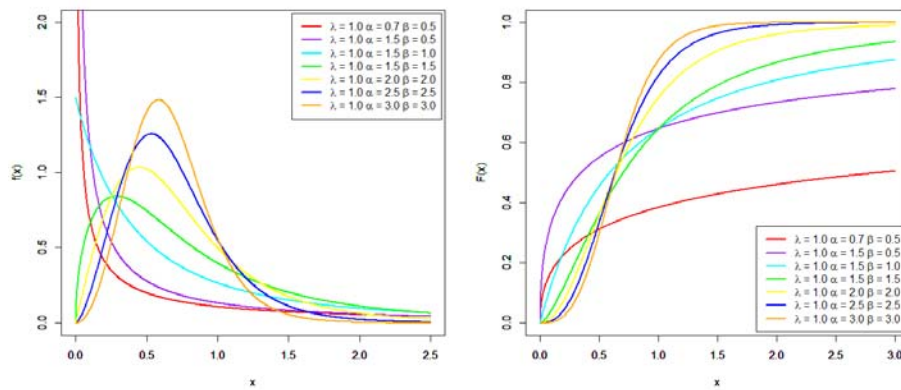 f(x)
2.0
1.5
1.0
0.5
0.0
0.0 0.5 1.0 1.5 2.0 2.5
x
λ = 1.0 α = 0.7 β = 0.5
λ = 1.0 α = 1.5 β = 0.5
λ = 1.0 α = 1.5 β = 1.0
λ = 1.0 α = 1.5 β = 1.5
λ = 1.0 α = 2.0 β = 2.0
λ = 1.0 α = 2.5 β = 2.5
λ = 1.0 α = 3.0 β = 3.0
F(x)
1.0
0.8
0.6
0.4
0.2
0.0
0.0 0.5 1.0 1.5 2.0 2.5 3.0
x
λ = 1.0 α = 0.7 β = 0.5
λ = 1.0 α = 1.5 β = 0.5
λ = 1.0 α = 1.5 β = 1.0
λ = 1.0 α = 1.5 β = 1.5
λ = 1.0 α = 2.0 β = 2.0
λ = 1.0 α = 2.5 β = 2.5
λ = 1.0 α = 3.0 β = 3.0